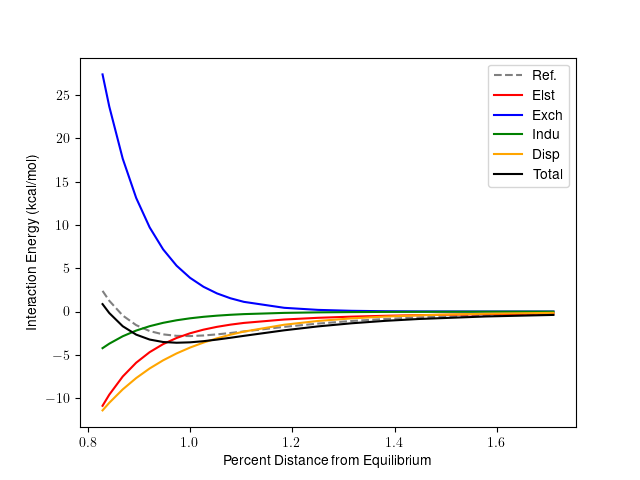 Interaction Energy (kcal/mol)
25
20
15
10
5
0
−5
−10
0.8
1.0
1.2
1.4
1.6
Percent Distance from Equilibrium
Ref.
Elst
Exch
Indu
Disp
Total